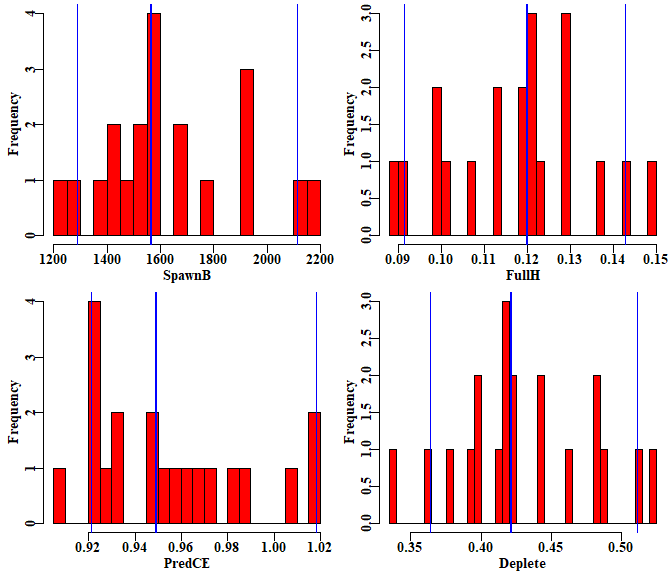 Frequency
0 1 2 3 4
1200 1400 1600 1800 2000 2200
SpawnB
Frequency
0.0 0.5 1.0 1.5 2.0 2.5 3.0
0.09 0.10 0.11 0.12 0.13 0.14 0.15
FullH
Frequency
0 1 2 3 4
0.92 0.94 0.96 0.98 1.00 1.02
PredCE
Frequency
0.0 0.5 1.0 1.5 2.0 2.5 3.0
0.35 0.40 0.45 0.50
Deplete